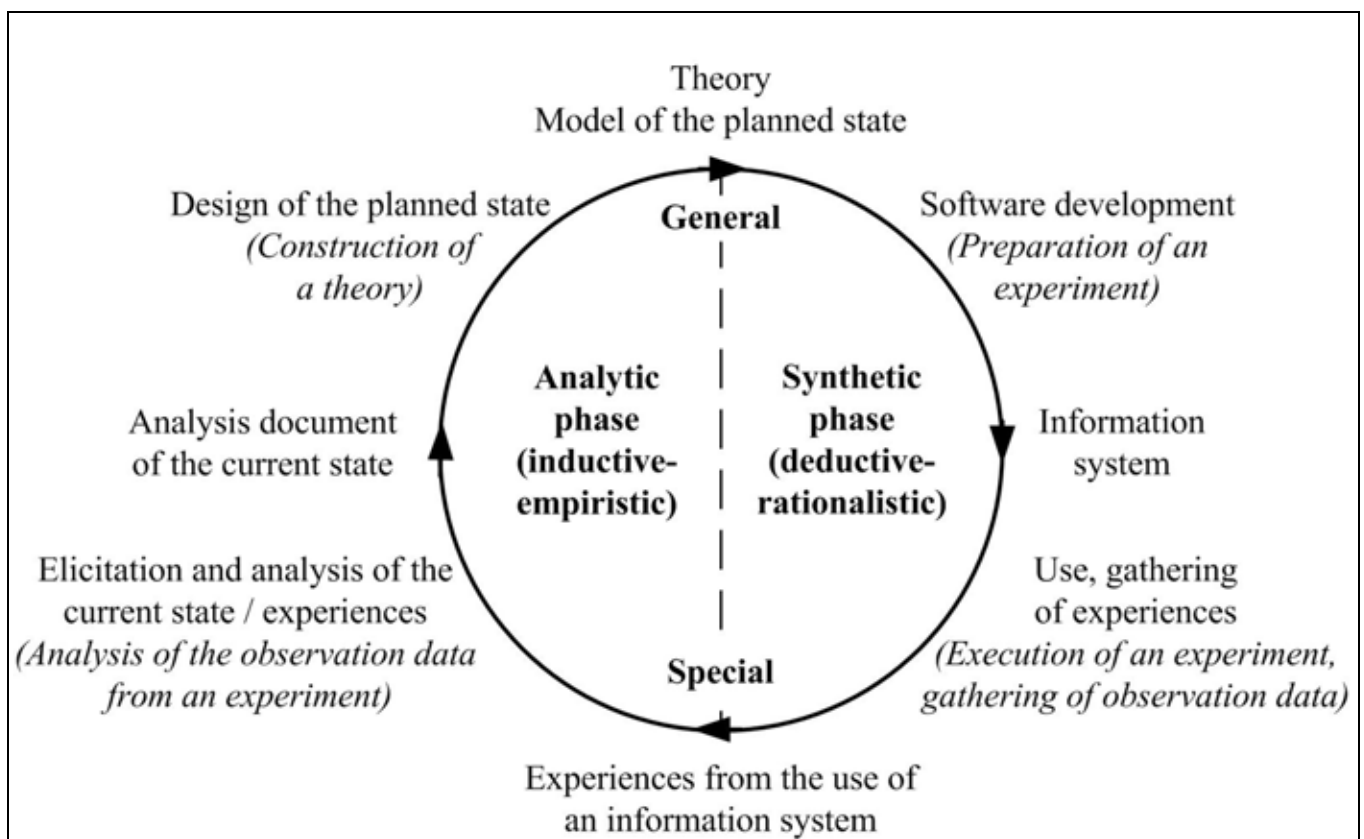 Theory
Model of the planned state
Design of the planned state
(Construction of
a theory)
General
Software development
(Preparation of an
experiment)
Analytic
phase
(inductive-
empiristic)
Synthetic
phase
(deductive-
rationalistic)
Analysis document
of the current state
Information
system
Elicitation and analysis of the
current state / experiences
(Analysis of the observation data
from an experiment)
Use, gathering
of experiences
(Execution of an experiment,
gathering of observation data)
Special
Experiences from the use of
an information system